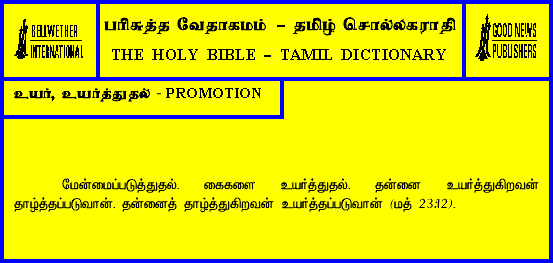 BELLWETHER
INTERNATIONAL
பரிசுத்த வேதாகமம் – தமிழ் சொல்லகராதி
THE HOLY BIBLE – TAMIL DICTIONARY
GOOD NEWS
PUBLISHERS
உயர், உயர்த்துதல் - PROMOTION
மேன்மைப்படுத்துதல். கைகளை உயர்த்துதல். தன்னை உயர்த்துகிறவன்
தாழ்த்தப்படுவான். தன்னைத் தாழ்த்துகிறவன் உயர்த்தப்படுவான் (மத் 23:12).